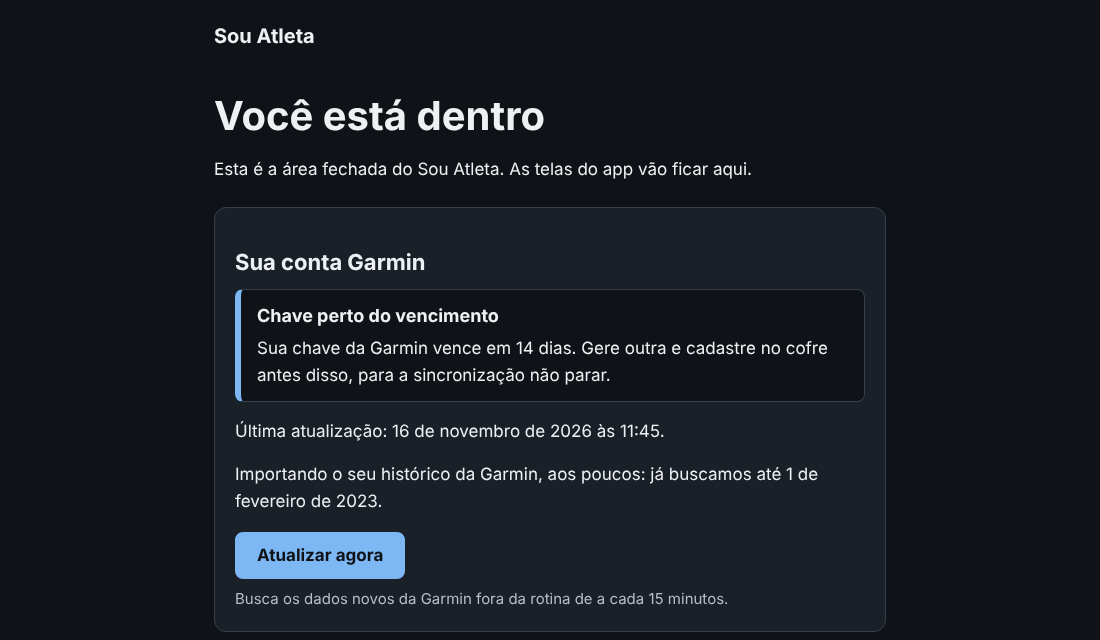 Sou Atleta
Você está dentro
Esta é a área fechada do Sou Atleta. As telas do app vão ficar aqui.
Sua conta Garmin
Chave perto do vencimento
Sua chave da Garmin vence em 14 dias. Gere outra e cadastre no cofre
antes disso, para a sincronização não parar.
Última atualização: 16 de novembro de 2026 às 11:45.
Importando o seu histórico da Garmin, aos poucos: já buscamos até 1 de
fevereiro de 2023.
Atualizar agora
Busca os dados novos da Garmin fora da rotina de a cada 15 minutos.